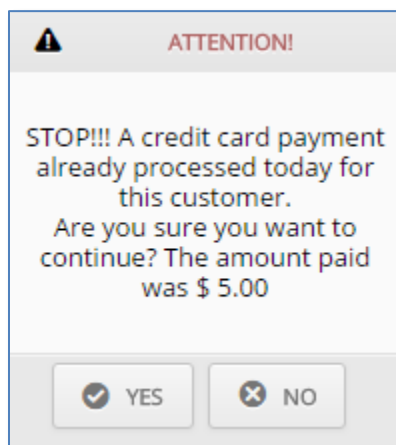 ATTENTION!
STOP!!! A credit card payment
already processed today for
this customer.
Are you sure you want to
continue? The amount paid
was $ 5.00
YES
NO